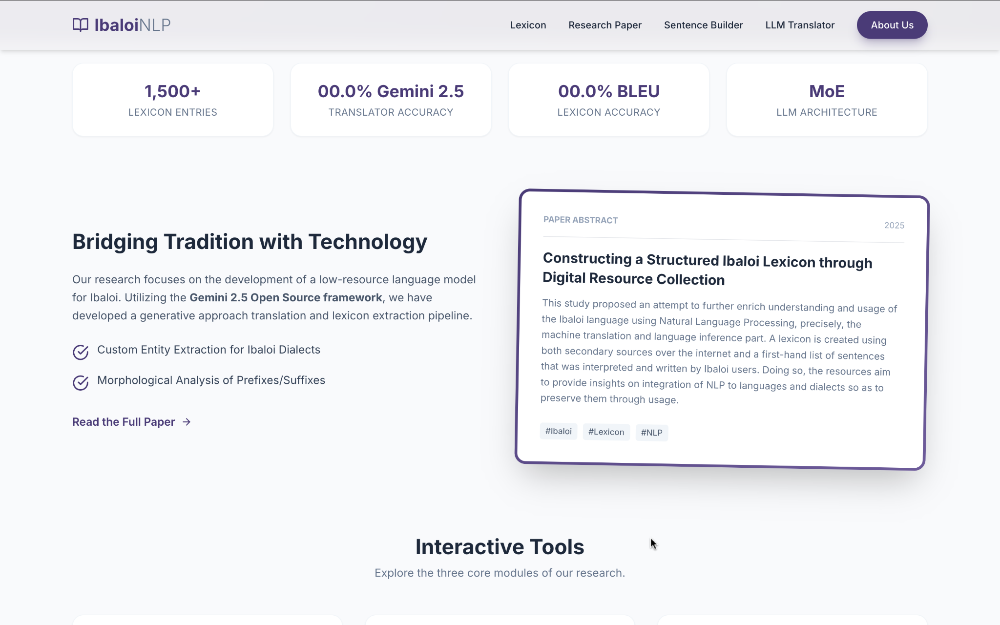 IbaloiNLP
Lexicon
Research Paper
Sentence Builder
LLM Translator
About Us
1,500+
LEXICON ENTRIES
00.0% Gemini 2.5
TRANSLATOR ACCURACY
00.0% BLEU
LEXICON ACCURACY
MoE
LLM ARCHITECTURE
Bridging Tradition with Technology
Our research focuses on the development of a low-resource language model
for Ibaloi. Utilizing the Gemini 2.5 Open Source framework, we have
developed a generative approach translation and lexicon extraction pipeline.
Custom Entity Extraction for Ibaloi Dialects
Morphological Analysis of Prefixes/Suffixes
Read the Full Paper →
PAPER ABSTRACT
2025
Constructing a Structured Ibaloi Lexicon through
Digital Resource Collection
This study proposed an attempt to further enrich understanding and usage of
the Ibaloi language using Natural Language Processing, precisely, the
machine translation and language inference part. A lexicon is created using
both secondary sources over the internet and a first-hand list of sentences
that was interpreted and written by Ibaloi users. Doing so, the resources aim
to provide insights on integration of NLP to languages and dialects so as to
preserve them through usage.
#Ibaloi
#Lexicon
#NLP
Interactive Tools
Explore the three core modules of our research.